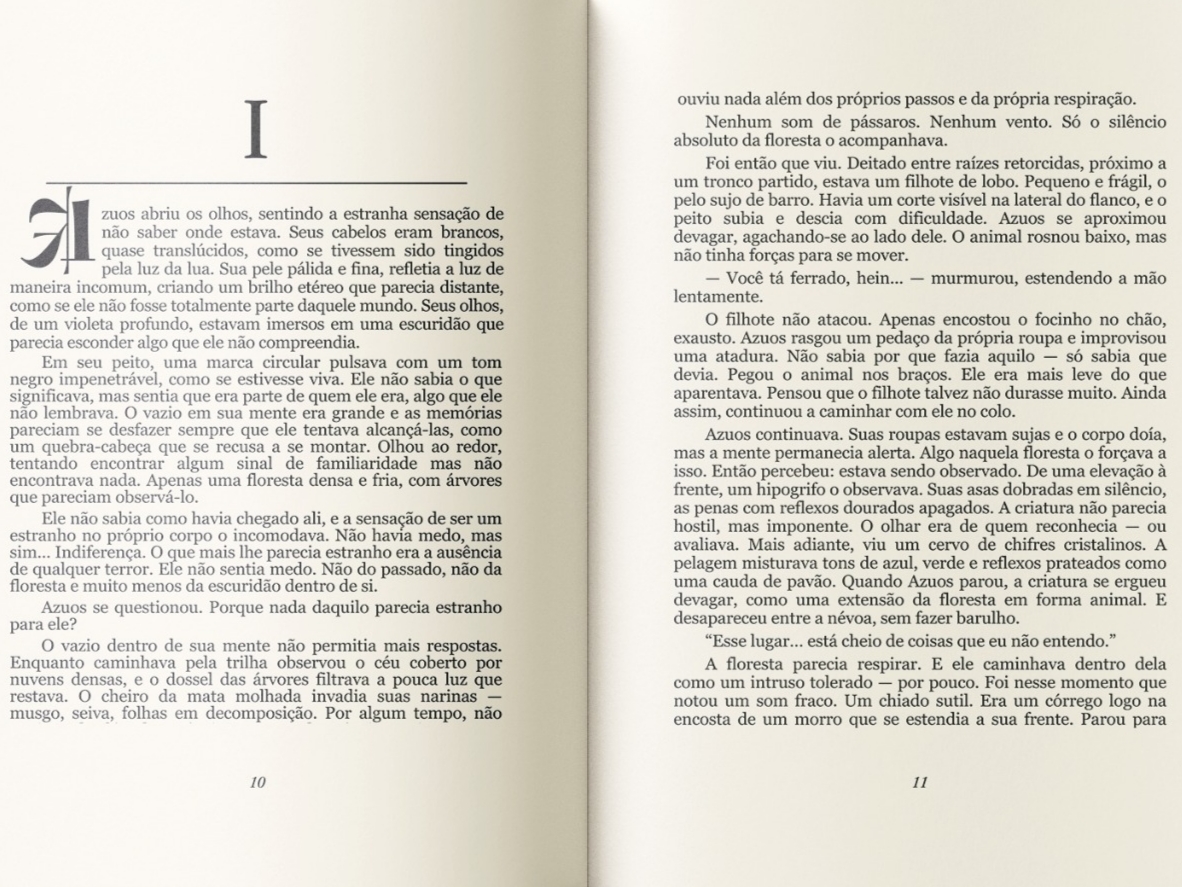 I
Azuos abriu os olhos, sentindo a estranha sensação de
não saber onde estava. Seus cabelos eram brancos,
quase translúcidos, como se tivessem sido tingidos
pela luz da lua. Sua pele pálida e fina, refletia a luz de
maneira incomum, criando um brilho etéreo que parecia distante,
como se ele não fosse totalmente parte daquele mundo. Seus olhos,
de um violeta profundo, estavam imersos em uma escuridão que
parecia esconder algo que ele não compreendia.
Em seu peito, uma marca circular pulsava com um tom
negro impenetrável, como se estivesse viva. Ele não sabia o que
significava, mas sentia que era parte de quem ele era, algo que ele
não lembrava. O vazio em sua mente era grande e as memórias
pareciam se desfazer sempre que ele tentava alcançá-las, como
um quebra-cabeça que se recusa a se montar. Olhou ao redor,
tentando encontrar algum sinal de familiaridade mas não
encontrava nada. Apenas uma floresta densa e fria, com árvores
que pareciam observá-lo.
Ele não sabia como havia chegado ali, e a sensação de ser um
estranho no próprio corpo o incomodava. Não havia medo, mas
sim... Indiferença. O que mais lhe parecia estranho era a ausência
de qualquer terror. Ele não sentia medo. Não do passado, não da
floresta e muito menos da escuridão dentro de si.
Azuos se questionou. Porque nada daquilo parecia estranho
para ele?
O vazio dentro de sua mente não permitia mais respostas.
Enquanto caminhava pela trilha observou o céu coberto por
nuvens densas, e o dossel das árvores filtrava a pouca luz que
restava. O cheiro da mata molhada invadia suas narinas —
musgo, seiva, folhas em decomposição. Por algum tempo, não
10
ouviu nada além dos próprios passos e da própria respiração.
Nenhum som de pássaros. Nenhum vento. Só o silêncio
absoluto da floresta o acompanhava.
Foi então que viu. Deitado entre raízes retorcidas, próximo a
um tronco partido, estava um filhote de lobo. Pequeno e frágil, o
pelo sujo de barro. Havia um corte visível na lateral do flanco, e o
peito subia e descia com dificuldade. Azuos se aproximou
devagar, agachando-se ao lado dele. O animal rosnou baixo, mas
não tinha forças para se mover.
— Você tá ferrado, hein... — murmurou, estendendo a mão
lentamente.
O filhote não atacou. Apenas encostou o focinho no chão,
exausto. Azuos rasgou um pedaço da própria roupa e improvisou
uma atadura. Não sabia por que fazia aquilo — só sabia que
devia. Pegou o animal nos braços. Ele era mais leve do que
aparentava. Pensou que o filhote talvez não durasse muito. Ainda
assim, continuou a caminhar com ele no colo.
Azuos continuava. Suas roupas estavam sujas e o corpo doía,
mas a mente permanecia alerta. Algo naquela floresta o forçava a
isso. Então percebeu: estava sendo observado. De uma elevação à
frente, um hipogrifo o observava. Suas asas dobradas em silêncio,
as penas com reflexos dourados apagados. A criatura não parecia
hostil, mas imponente. O olhar era de quem reconhecia — ou
avaliava. Mais adiante, viu um cervo de chifres cristalinos. A
pelagem misturava tons de azul, verde e reflexos prateados como
uma cauda de pavão. Quando Azuos parou, a criatura se ergueu
devagar, como uma extensão da floresta em forma animal. E
desapareceu entre a névoa, sem fazer barulho.
“Esse lugar... está cheio de coisas que eu não entendo.”
A floresta parecia respirar. E ele caminhava dentro dela
como um intruso tolerado — por pouco. Foi nesse momento que
notou um som fraco. Um chiado sutil. Era um córrego logo na
encosta de um morro que se estendia a sua frente. Parou para
11